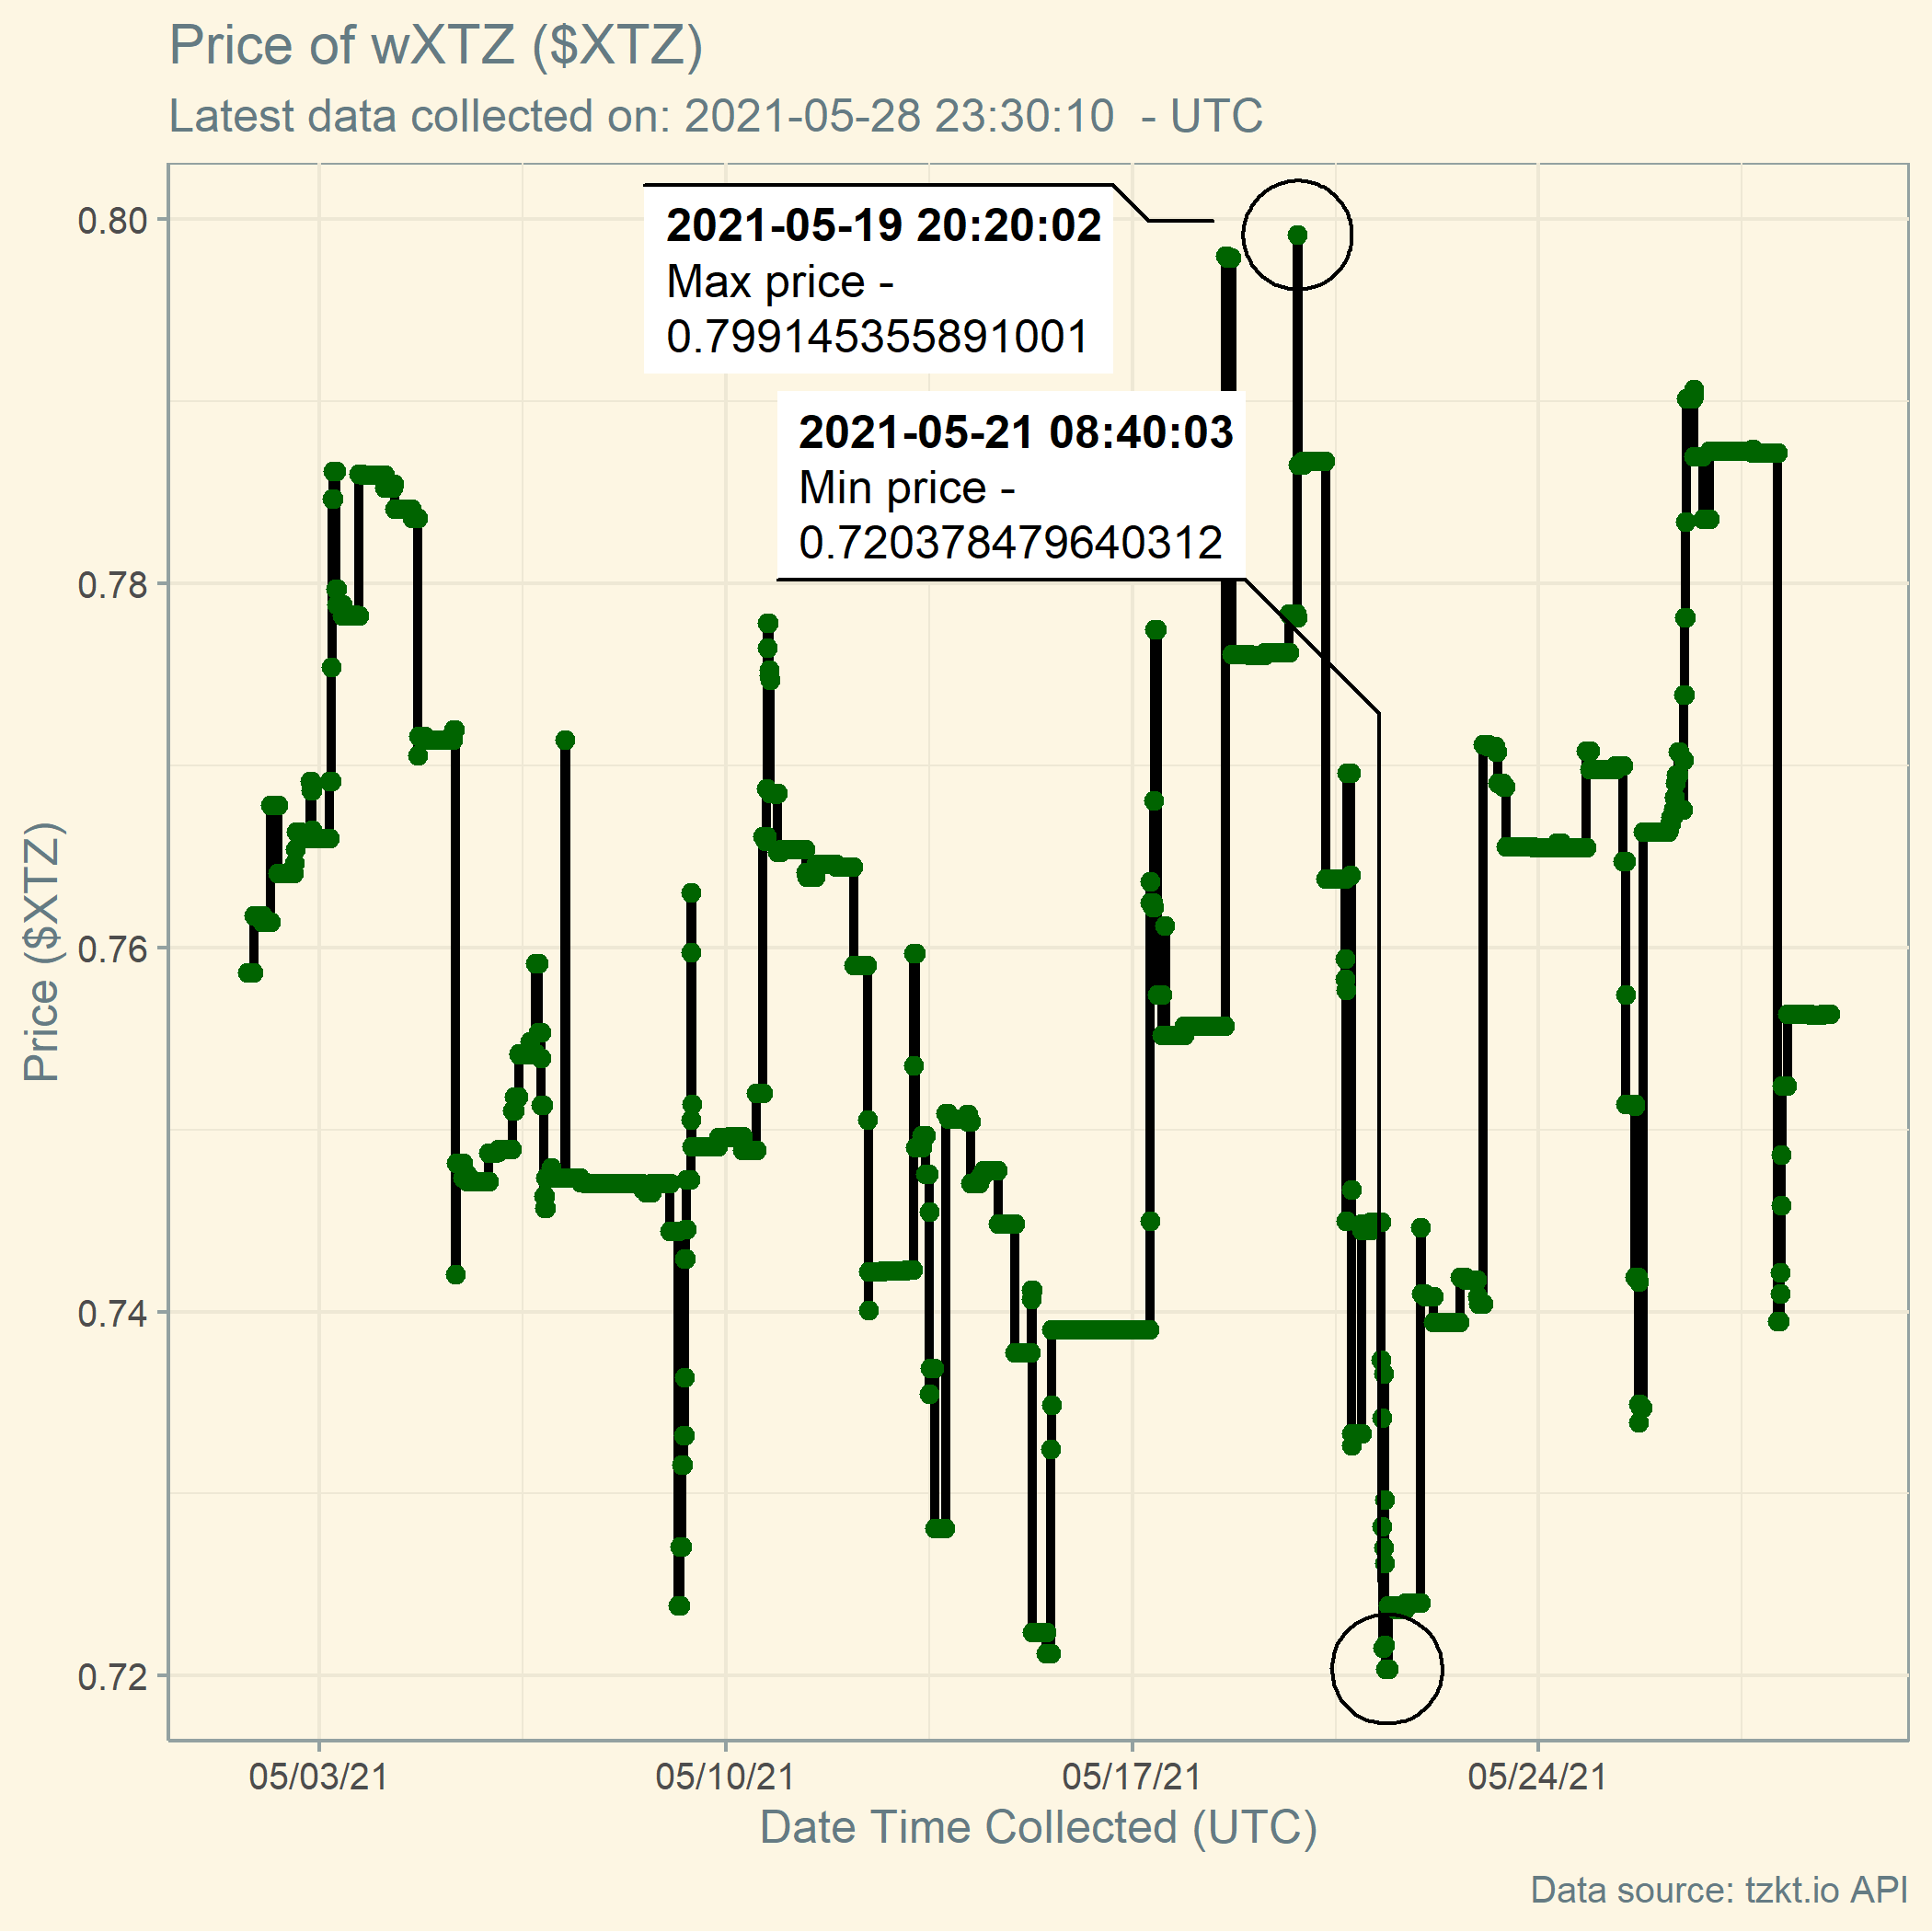 Price of wXTZ ($XTZ)
Latest data collected on: 2021-05-28 23:30:10  - UTC
2021-05-19 20:20:02
Max price -
0.799145355891001
2021-05-21 08:40:03
Min price -
0.720378479640312
Price ($XTZ)
0.80
0.78
0.76
0.74
0.72
05/03/21
05/10/21
05/17/21
05/24/21
Date Time Collected (UTC)
Data source: tzkt.io API